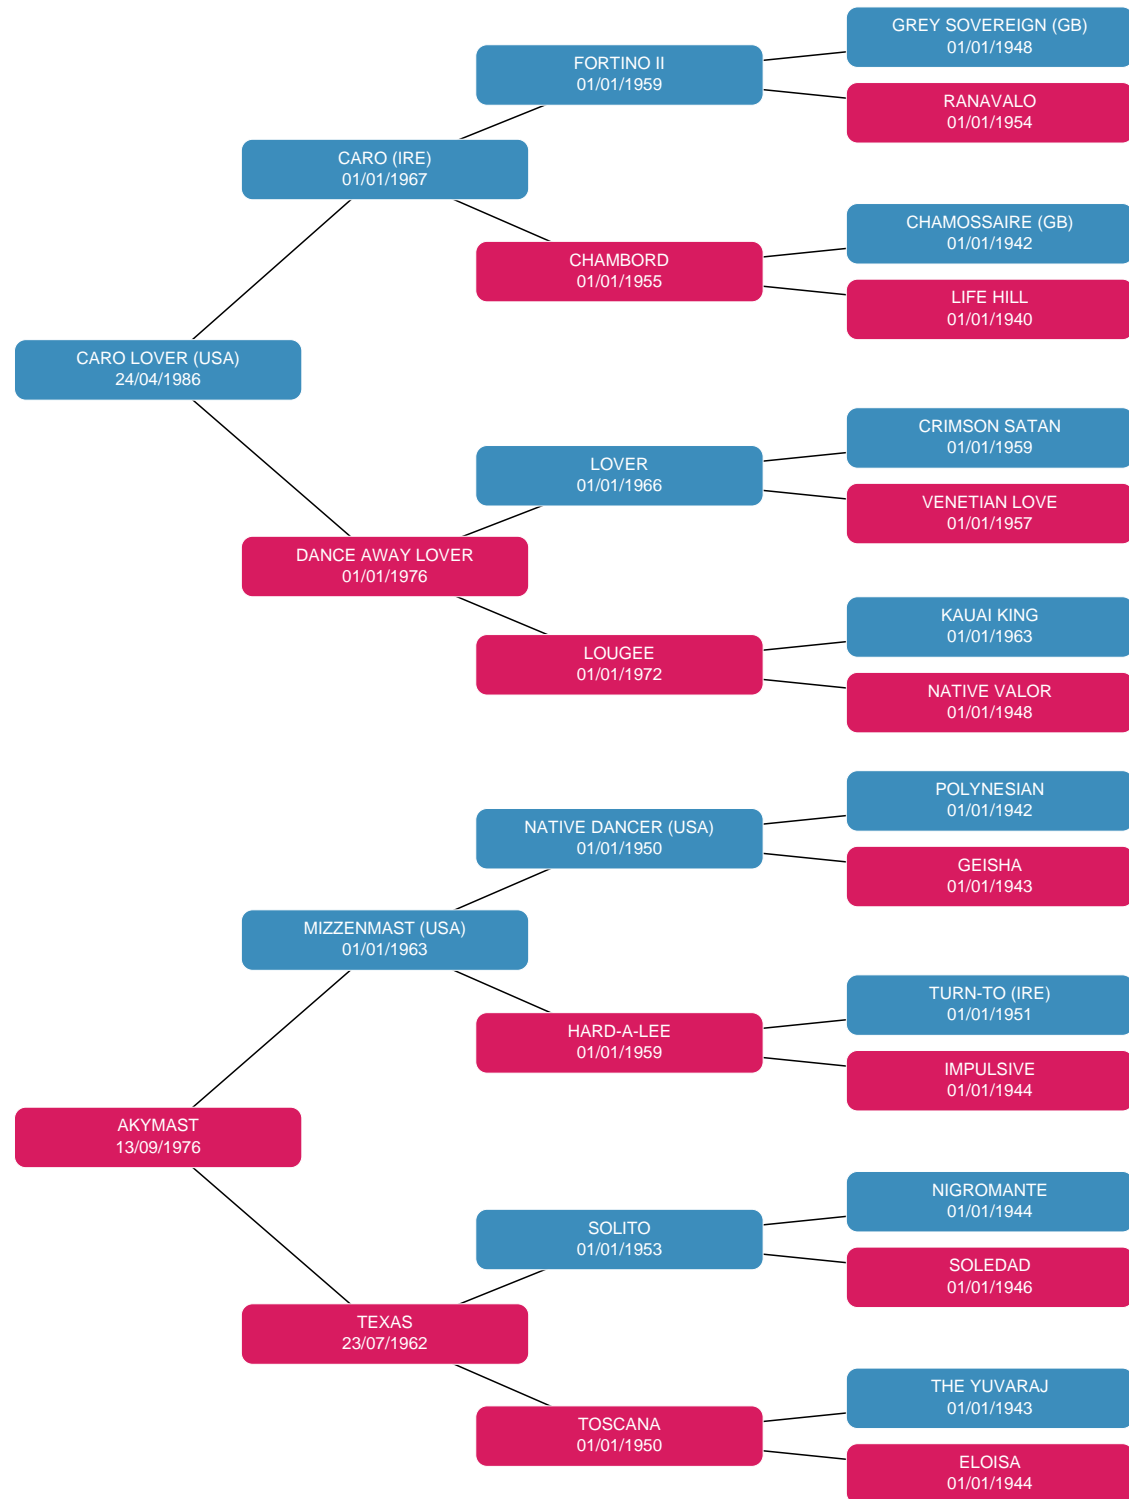 GREY SOVEREIGN (GB)
01/01/1948
FORTINO II
01/01/1959
RANAVALO
01/01/1954
CARO (IRE)
01/01/1967
CHAMOSSAIRE (GB)
01/01/1942
CHAMBORD
01/01/1955
LIFE HILL
01/01/1940
CARO LOVER (USA)
24/04/1986
CRIMSON SATAN
01/01/1959
LOVER
01/01/1966
VENETIAN LOVE
01/01/1957
DANCE AWAY LOVER
01/01/1976
KAUAI KING
01/01/1963
LOUGEE
01/01/1972
NATIVE VALOR
01/01/1948
POLYNESIAN
01/01/1942
NATIVE DANCER (USA)
01/01/1950
GEISHA
01/01/1943
MIZZENMAST (USA)
01/01/1963
TURN-TO (IRE)
01/01/1951
HARD-A-LEE
01/01/1959
IMPULSIVE
01/01/1944
AKYMAST
13/09/1976
NIGROMANTE
01/01/1944
SOLITO
01/01/1953
SOLEDAD
01/01/1946
TEXAS
23/07/1962
THE YUVARAJ
01/01/1943
TOSCANA
01/01/1950
ELOISA
01/01/1944